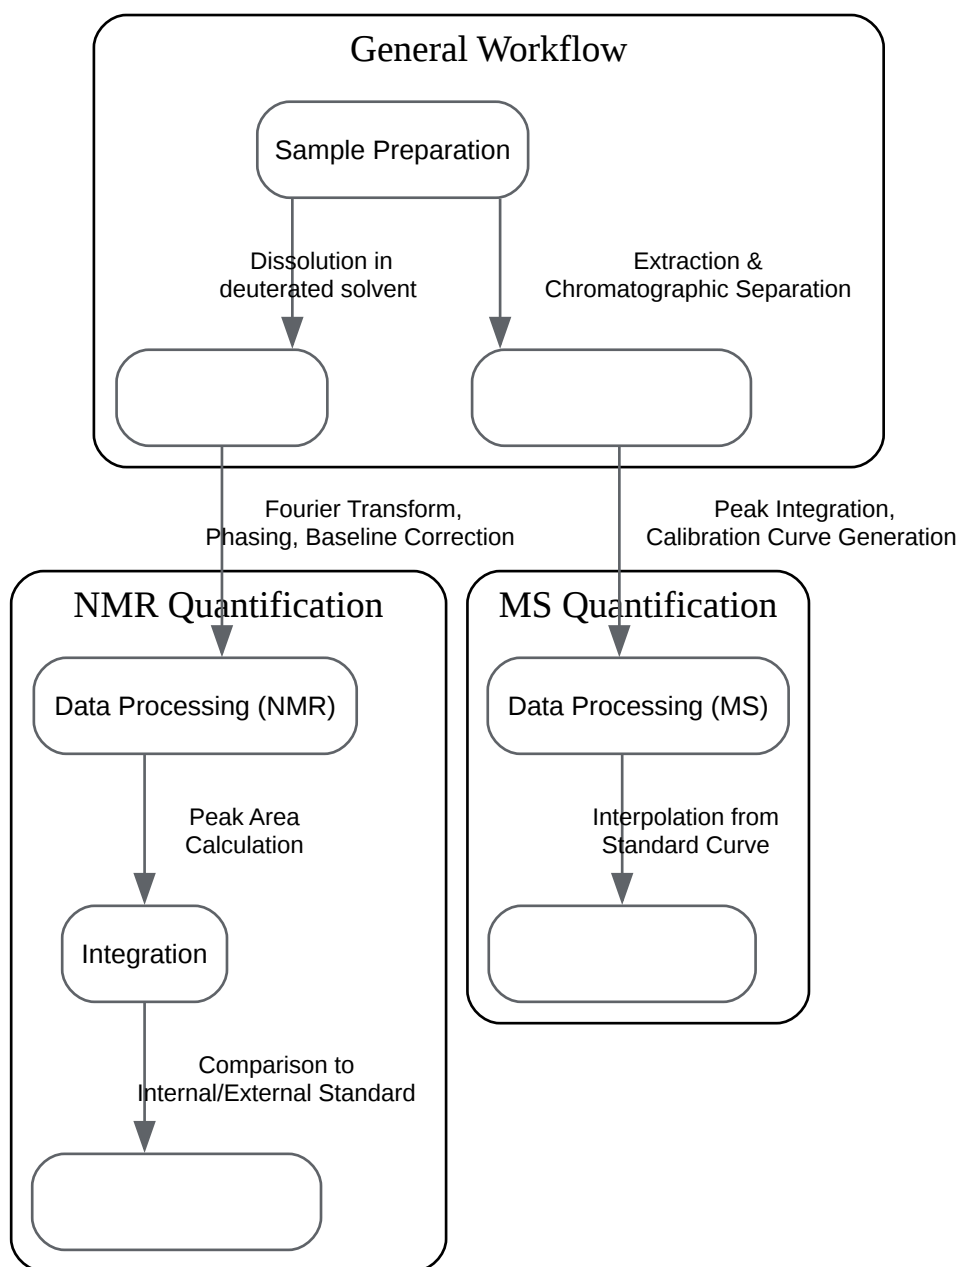 General Workflow
Sample Preparation
Dissolution in
deuterated solvent
Extraction &
Chromatographic Separation
Fourier Transform,
Phasing, Baseline Correction
Peak Integration,
Calibration Curve Generation
NMR Quantification
MS Quantification
Data Processing (NMR)
Data Processing (MS)
Peak Area
Calculation
Interpolation from
Standard Curve
Integration
Comparison to
Internal/External Standard